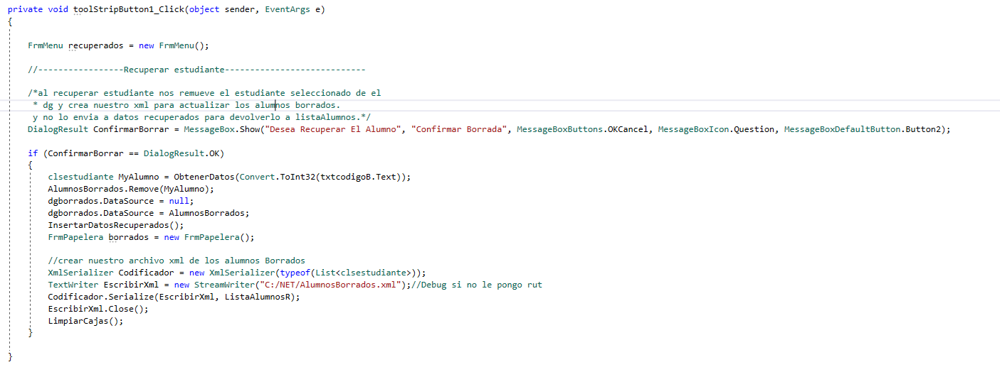 private void toolStripButton1_Click(object sender, EventArgs e)
{
FrmMenu recuperados = new FrmMenu();
//-----------------Recuperar estudiante----------------------------
/*al recuperar estudiante nos remueve el estudiante seleccionado de el
* dg y crea nuestro xml para actualizar los alumnos borrados.
y no lo envia a datos recuperados para devolverlo a listaAlumnos.*/
DialogResult ConfirmarBorrar = MessageBox.Show("Desea Recuperar El Alumno", "Confirmar Borrada", MessageBoxButtons.OKCancel, MessageBoxIcon.Question, MessageBoxDefaultButton.Button2);
if (ConfirmarBorrar == DialogResult.OK)
{
clsestudiante MyAlumno = ObtenerDatos(Convert.ToInt32(txtcodigoB.Text));
AlumnosBorrados.Remove(MyAlumno);
dgborrados.DataSource = null;
dgborrados.DataSource = AlumnosBorrados;
InsertarDatosRecuperados();
FrmPapelera borrados = new FrmPapelera();
//crear nuestro archivo xml de los alumnos Borrados
XmlSerializer Codificador = new XmlSerializer(typeof(List<clsestudiante>));
TextWriter EscribirXml = new StreamWriter("C:/NET/AlumnosBorrados.xml");//Debug si no le pongo rut
Codificador.Serialize(EscribirXml, ListaAlumnosR);
EscribirXml.Close();
LimpiarCajas();
}
}